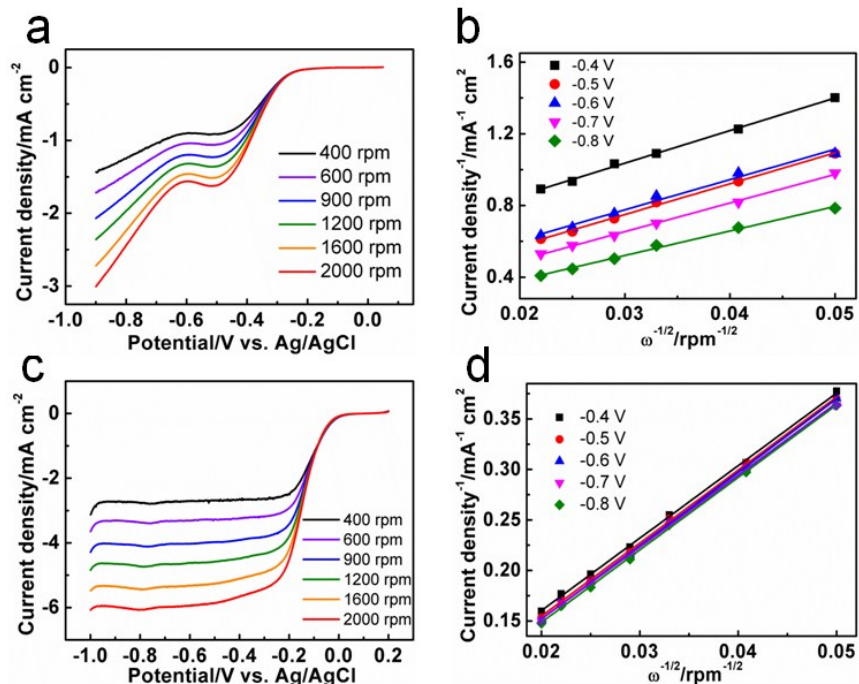 a
0
-1
-2
-3
400 rpm
600 rpm
900 rpm
1200 rpm
1600 rpm
2000 rpm
-1.0 -0.8 -0.6 -0.4 -0.2 0.0
Potential/V vs. Ag/AgCl
Current density/mA cm-2
b
1.6
1.2
0.8
0.4
-0.4 V
-0.5 V
-0.6 V
-0.7 V
-0.8 V
0.02 0.03 0.04 0.05
ω-1/2/rpm-1/2
Current density-1/mA-1 cm2
c
0
-2
-4
-6
400 rpm
600 rpm
900 rpm
1200 rpm
1600 rpm
2000 rpm
-1.0 -0.8 -0.6 -0.4 -0.2 0.0 0.2
Potential/V vs. Ag/AgCl
Current density/mA cm-2
d
0.35
0.30
0.25
0.20
0.15
-0.4 V
-0.5 V
-0.6 V
-0.7 V
-0.8 V
0.02 0.03 0.04 0.05
ω-1/2/rpm-1/2
Current density-1/mA-1 cm2